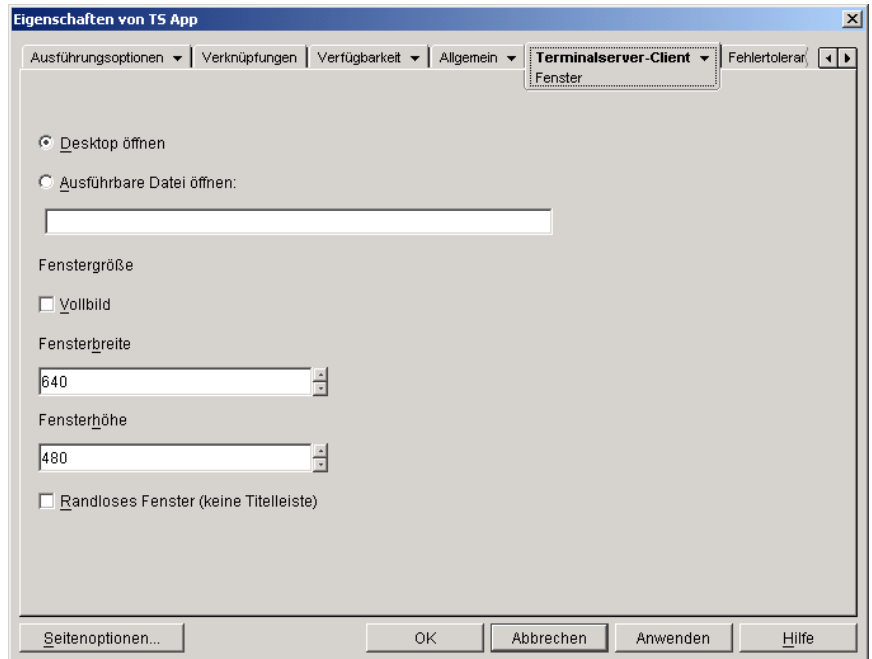 Eigenschaften von TS App
Ausführungsoptionen Verknüpfungen Verfügbarkeit Allgemein Terminalserver-Client Fehlertolerar
Fenster
Desktop öffnen
Ausführbare Datei öffnen:
Fenstergröße
Vollbild
Fensterbreite
640
Fensterhöhe
480
Randloses Fenster (keine Titelleiste)
Seitenoptionen... OK Abbrechen Anwenden Hilfe